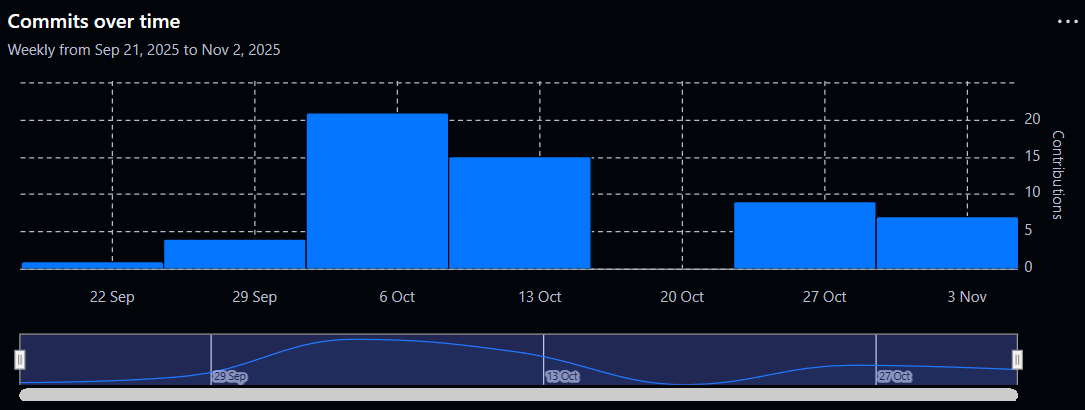 Commits over time
Weekly from Sep 21, 2025 to Nov 2, 2025
20
15
10
5
0
Contributions
22 Sep
29 Sep
6 Oct
13 Oct
20 Oct
27 Oct
3 Nov
29 Sep
13 Oct
27 Oct